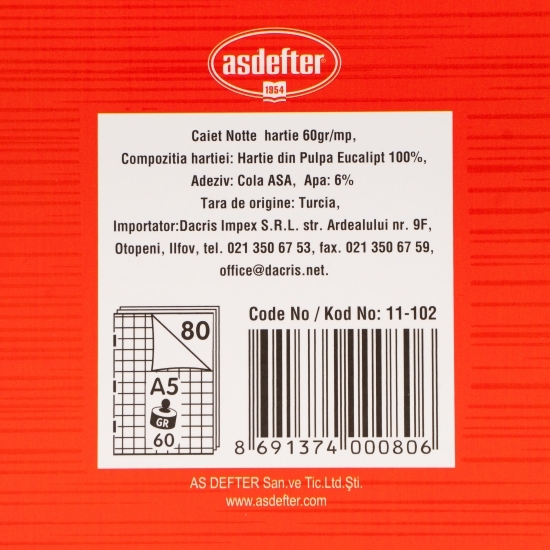 asdefter
1954
Caiet Notte hartie 60gr/mp,
Compozitia hartiei: Hartie din Pulpa Eucalipt 100%,
Adeziv: Cola ASA, Apa: 6%
Tara de origine: Turcia,
Importator:Dacris Impex S.R.L. str. Ardealului nr. 9F,
Otopeni, Ilfov, tel. 021 350 67 53, fax. 021 350 67 59,
office@dacris.net.
80
A5
GR
60
Code No / Kod No: 11-102
8 691374 000806
AS DEFTER San.ve Tic.Ltd.Şti.
www.asdefter.com